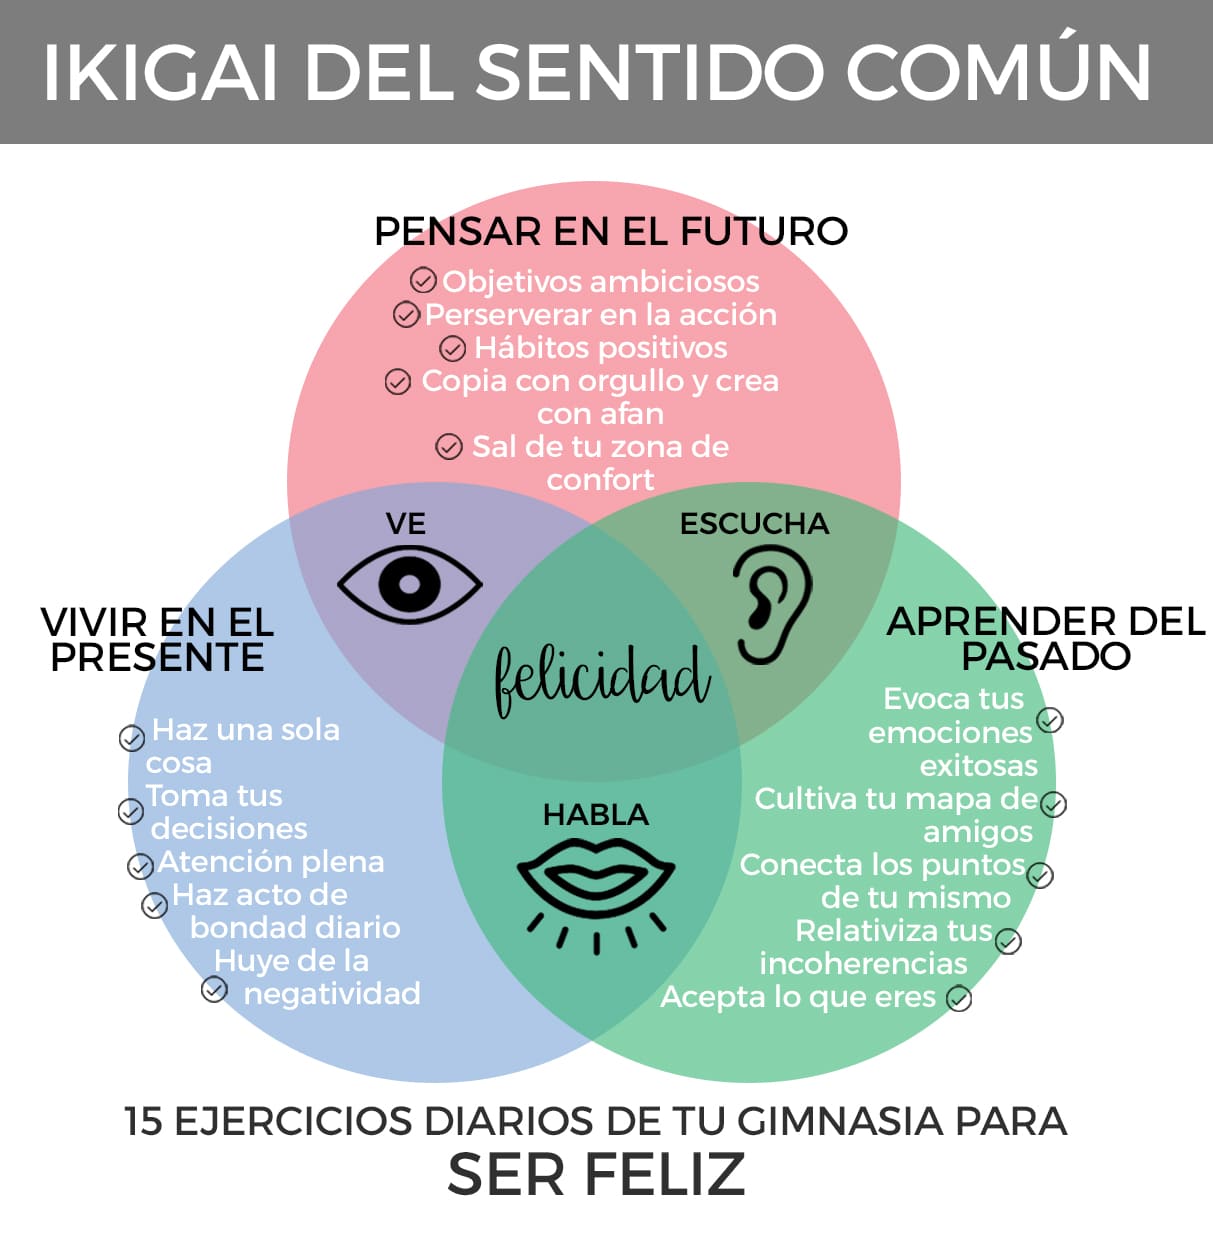 IKIGAI DEL SENTIDO COMÚN
PENSAR EN EL FUTURO
Objetivos ambiciosos
Perserverar en la acción
Hábitos positivos
Copia con orgullo y crea
con afan
Sal de tu zona de
confort
VE
ESCUCHA
felicidad
HABLA
VIVIR EN EL
PRESENTE
Haz una sola
cosa
Toma tus
decisiones
Atención plena
Haz acto de
bondad diario
Huye de la
negatividad
APRENDER DEL
PASADO
Evoca tus
emociones
exitosas
Cultiva tu mapa de
amigos
Conecta los puntos
de tu mismo
Relativiza tus
incoherencias
Acepta lo que eres
15 EJERCICIOS DIARIOS DE TU GIMNASIA PARA
SER FELIZ